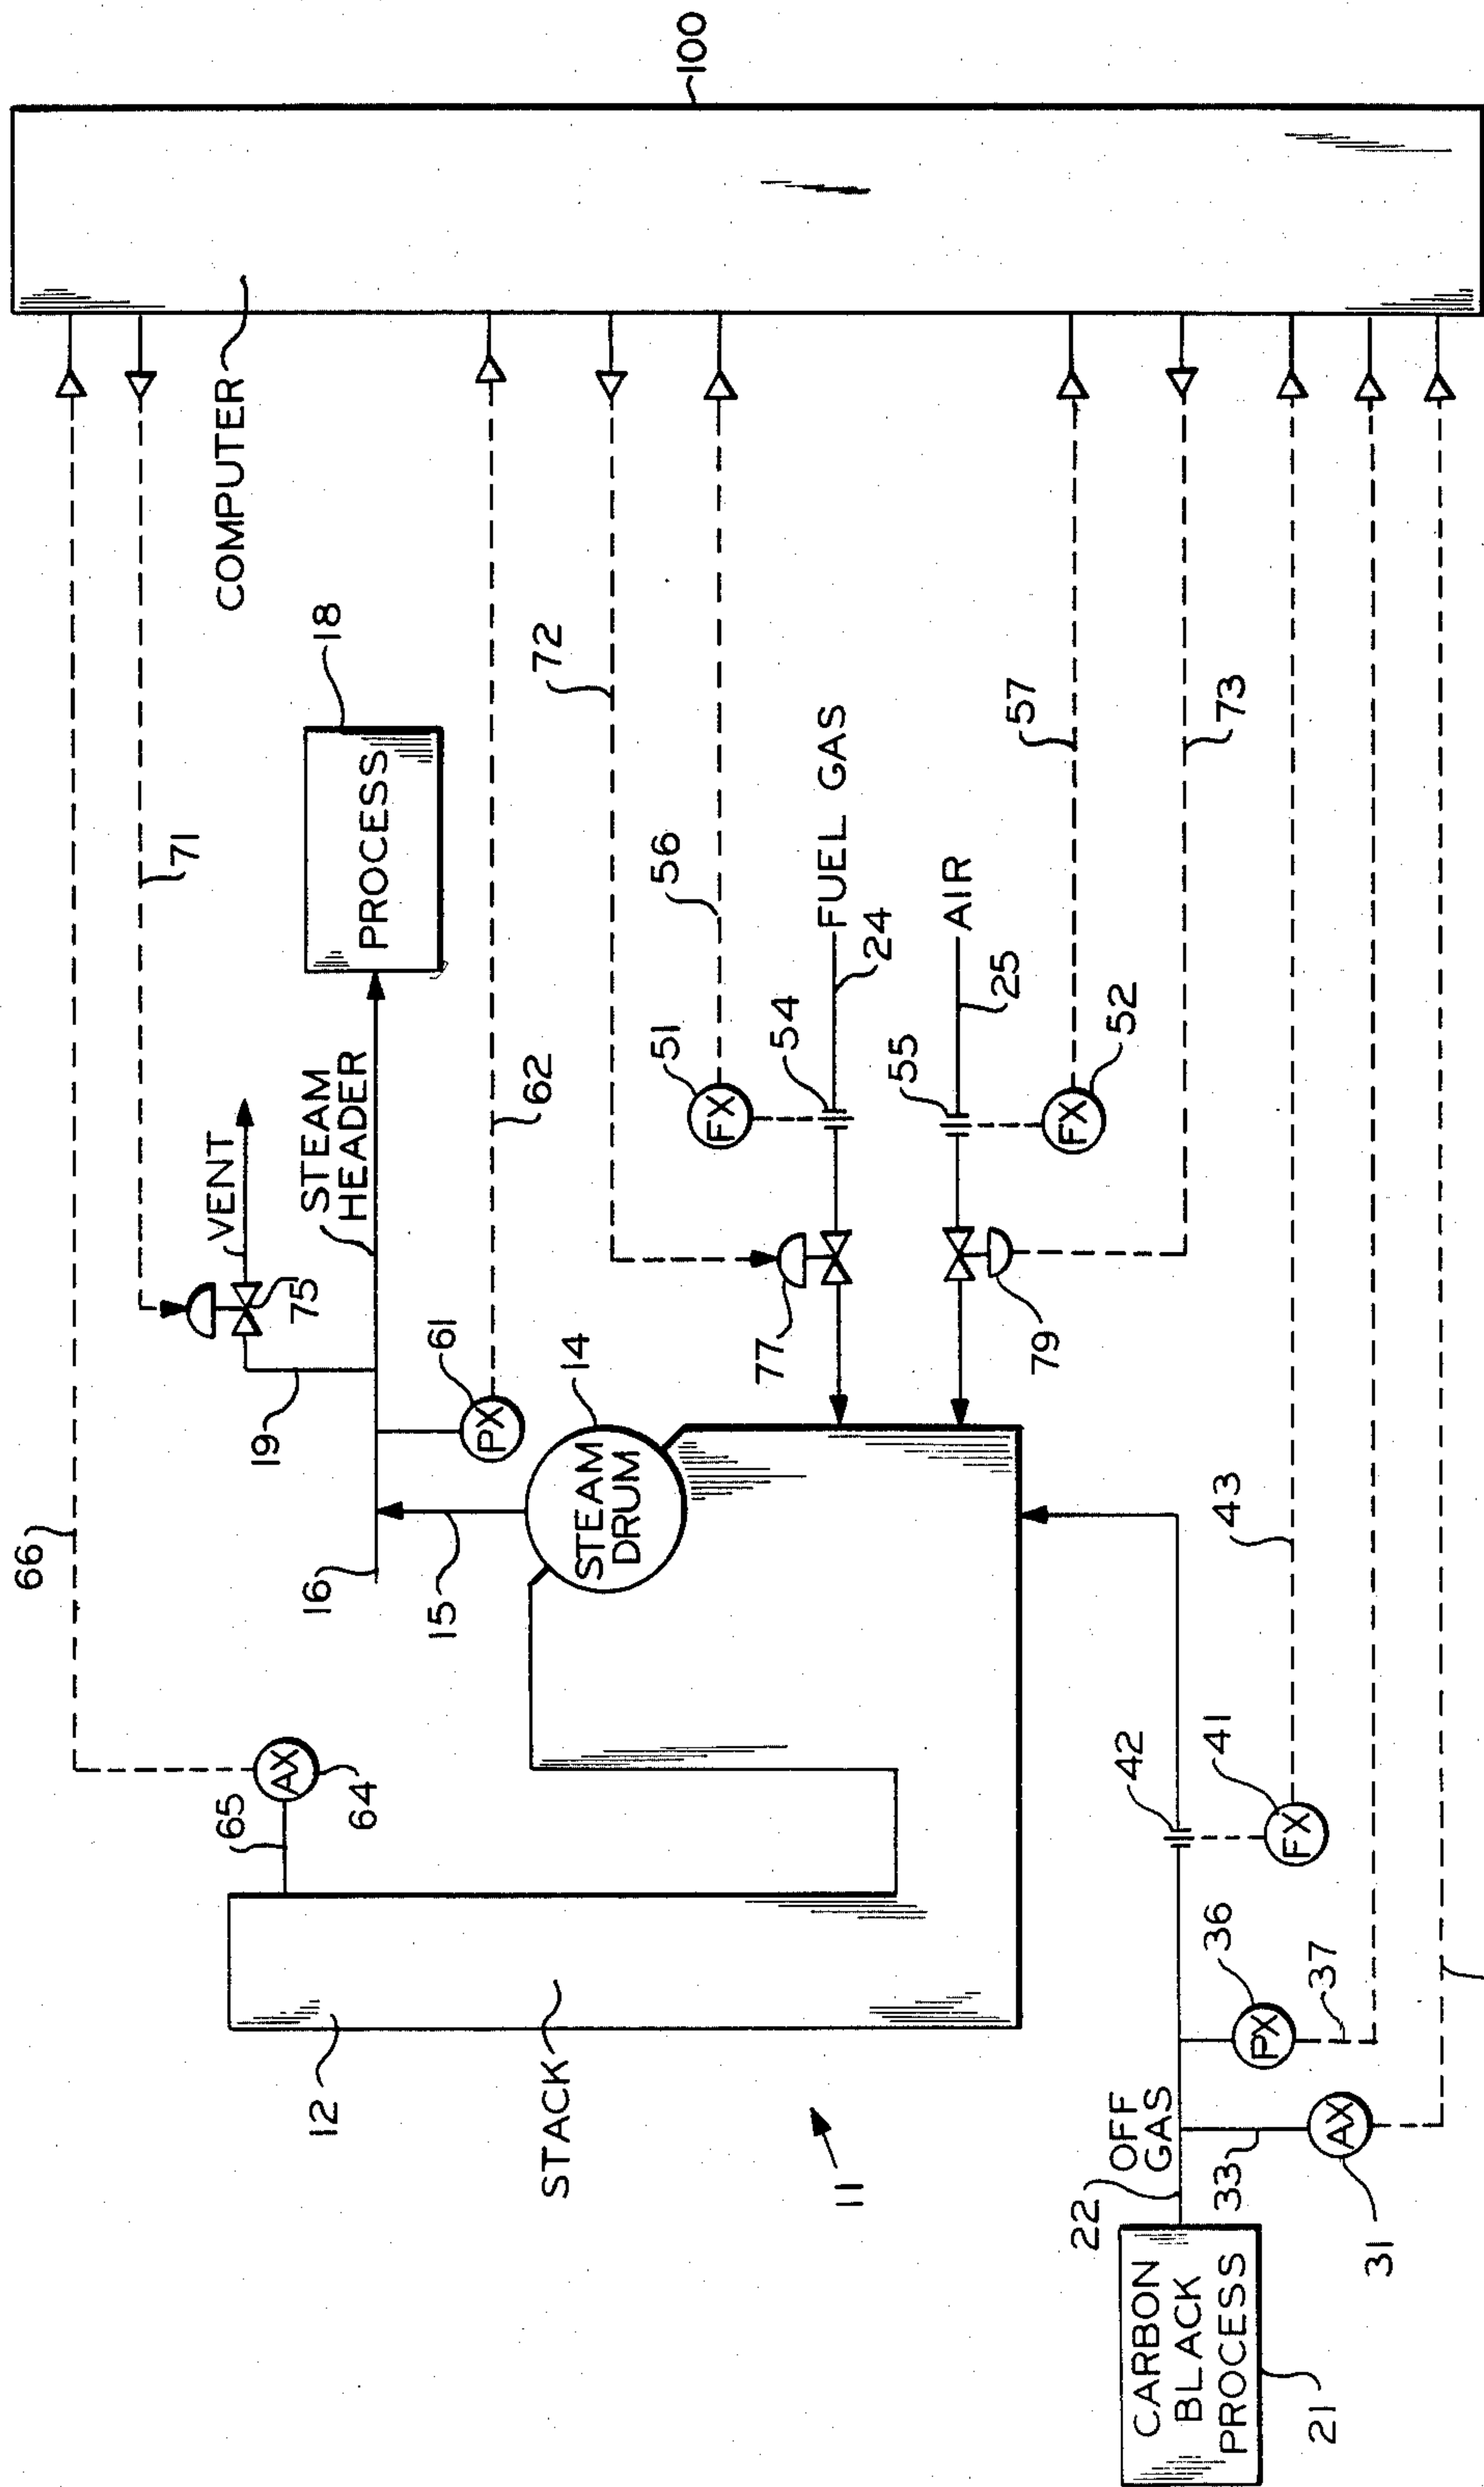 66
71
VENT
COMPUTER
12
65
64
19
75
STEAM
HEADER
16
18
PROCESS
15
61
62
STACK
14
STEAM
DRUM
PX
AX
72
51
FX
56
100
77
54
FUEL GAS
24
11
55
AIR
25
79
52
FX
57
22
OFF
GAS
42
73
CARBON
BLACK
PROCESS
33
36
41
43
PX
FX
21
31
AX
37